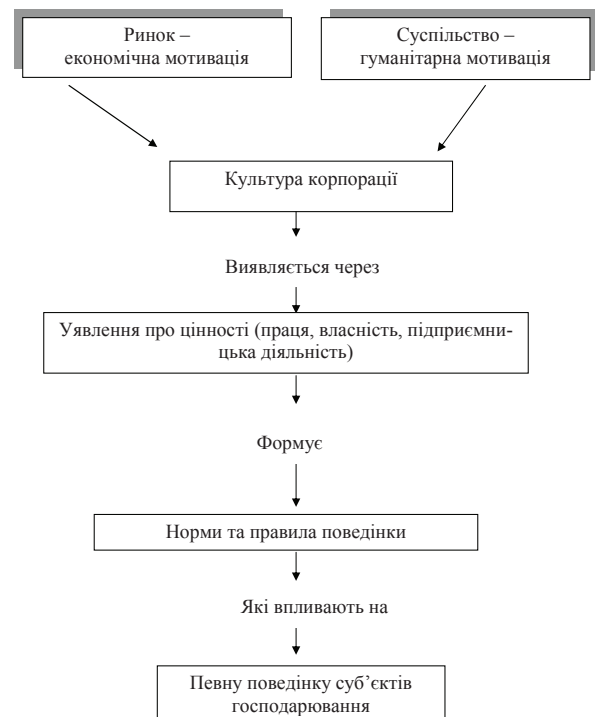 Ринок –
економічна мотивація
Суспільство –
гуманітарна мотивація
Культура корпорації
Виявляється через
Уявлення про цінності (праця, власність, підприємни-
цька діяльність)
Формує
Норми та правила поведінки
Які впливають на
Певну поведінку суб’єктів
господарювання